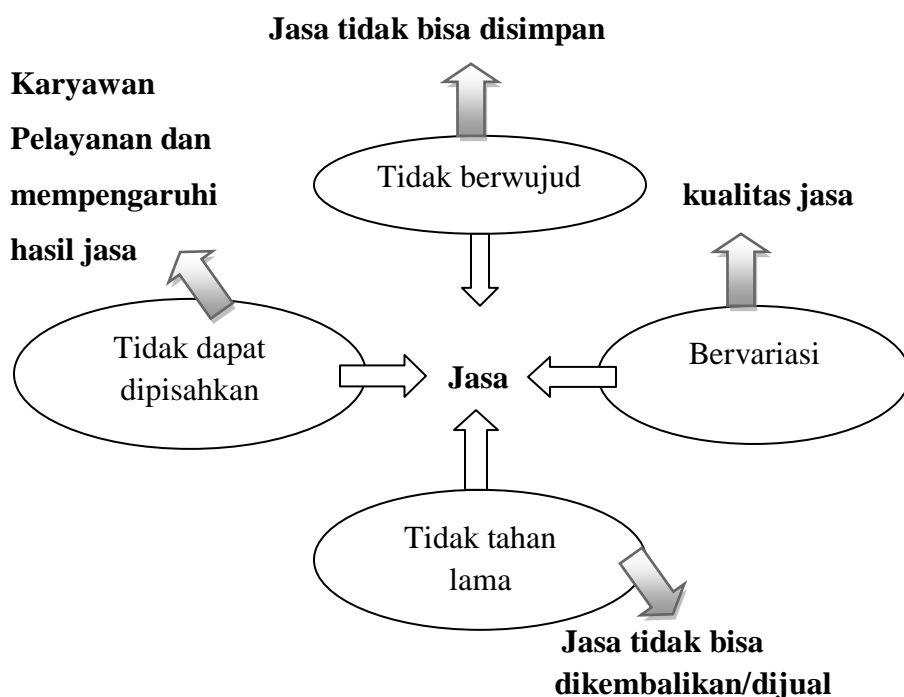 Jasa tidak bisa disimpan
Karyawan
Pelayanan dan
mempengaruhi
hasil jasa
Tidak berwujud
kualitas jasa
Tidak dapat
dipisahkan
Jasa
Bervariasi
Tidak tahan
lama
Jasa tidak bisa
dikembalikan/dijual